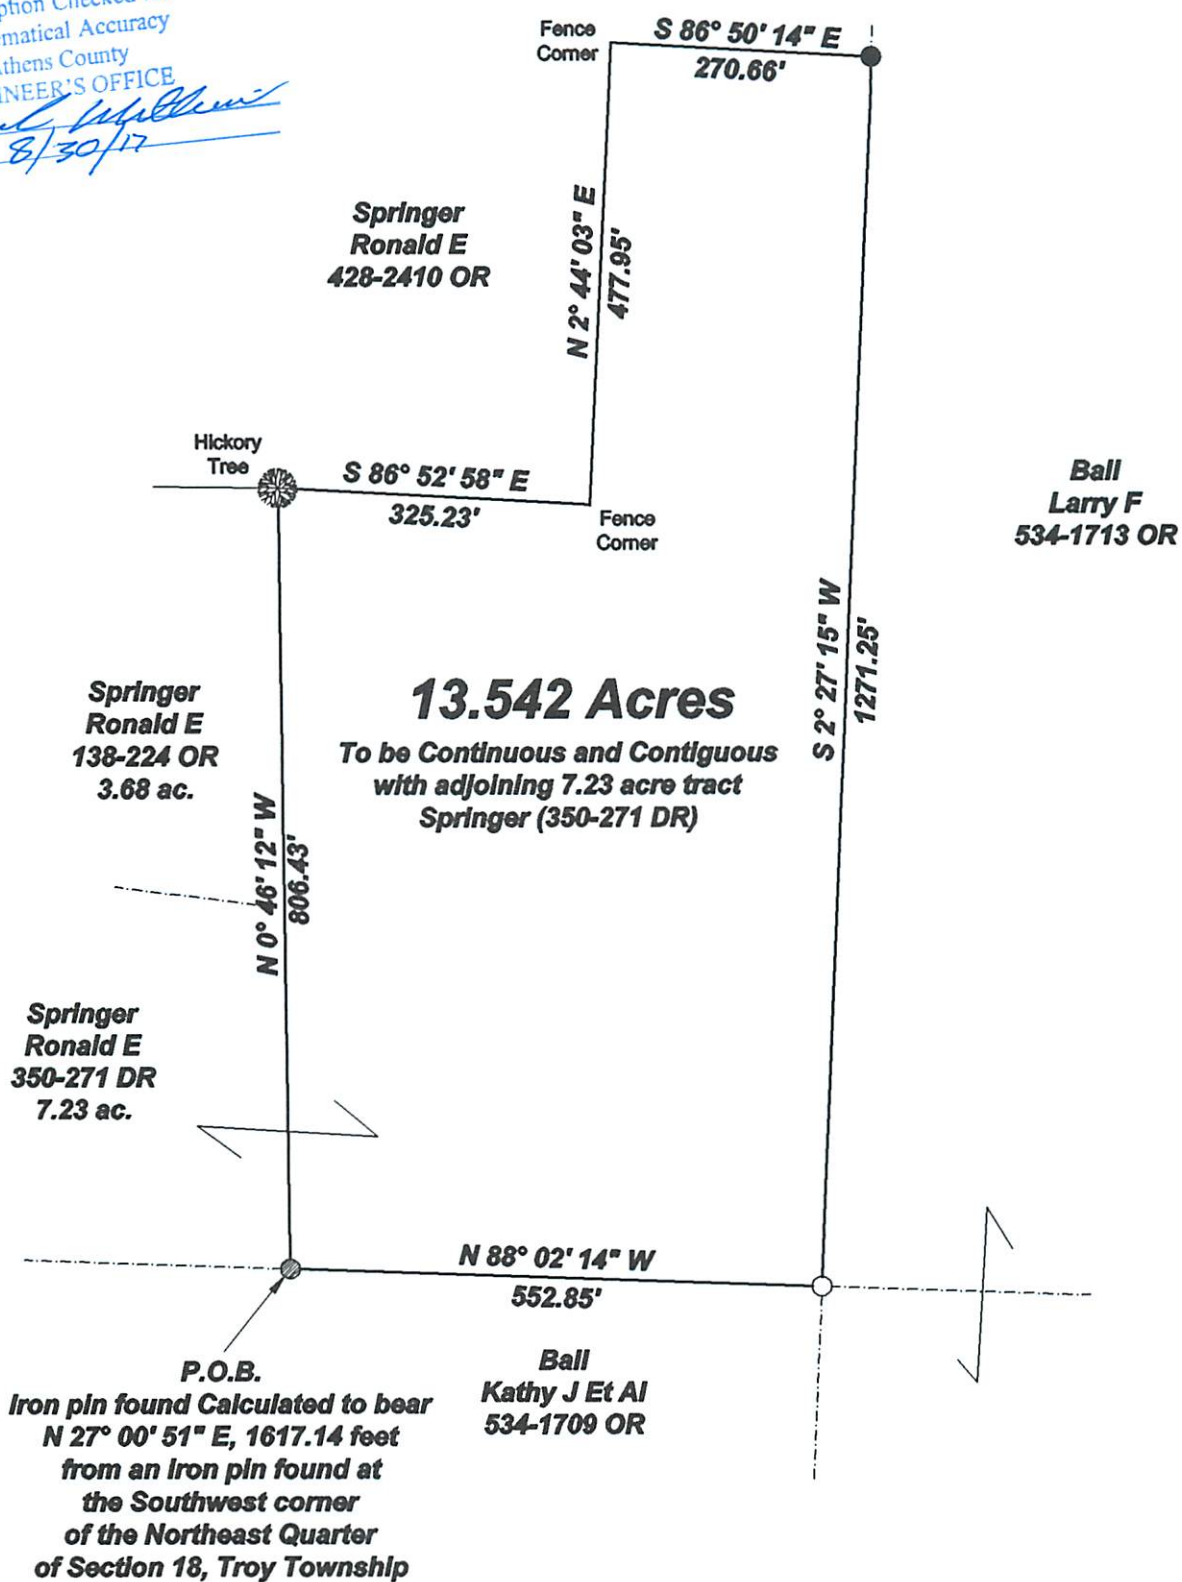 Checked
ematical Accuracy
Athens County
INEER'S OFFICE
8/30/17
Fence
Corner
S 86° 50' 14" E
270.66'
Springer
Ronald E
428-2410 OR
N 2° 44' 03" E
477.95'
Hickory
Tree
S 86° 52' 58" E
325.23'
Fence
Corner
Ball
Larry F
534-1713 OR
S 2° 27' 15" W
1271.25'
Springer
Ronald E
138-224 OR
3.68 ac.
13.542 Acres
To be Continuous and Contiguous
with adjoining 7.23 acre tract
Springer (350-271 DR)
N 0° 46' 12" W
806.43'
Springer
Ronald E
350-271 DR
7.23 ac.
N 88° 02' 14" W
552.85'
P.O.B.
Iron pin found Calculated to bear
N 27° 00' 51" E, 1617.14 feet
from an Iron pin found at
the Southwest corner
of the Northeast Quarter
of Section 18, Troy Township
Ball
Kathy J Et Al
534-1709 OR